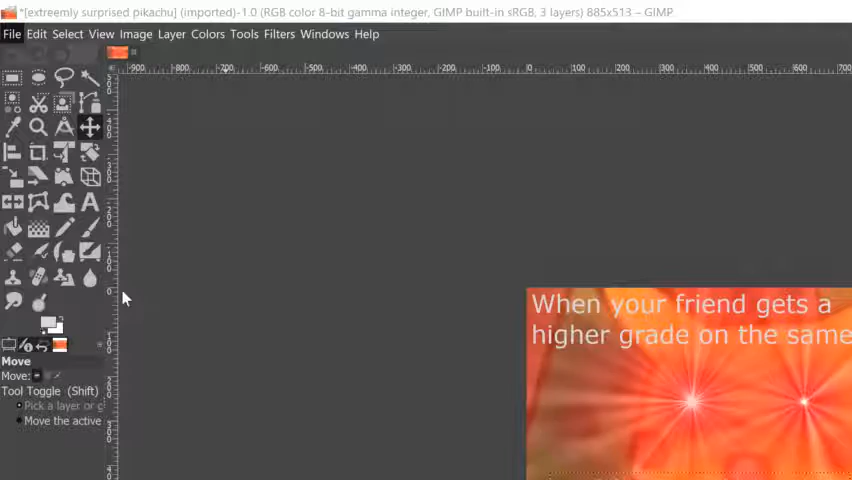 *[extreemly surprised pikachu] (imported)-1.0 (RGB color 8-bit gamma integer, GIMP built-in sRGB, 3 layers) 885x513 – GIMP
File Edit Select View Image Layer Colors Tools Filters Windows Help
-900 -800 -700 -600 -500 -400 -300 -200 -100 0 100 200 300 400 500 600 700
When your friend gets a
higher grade on the same
Move
Move:
Tool Toggle (Shift)
Pick a layer or g
Move the active